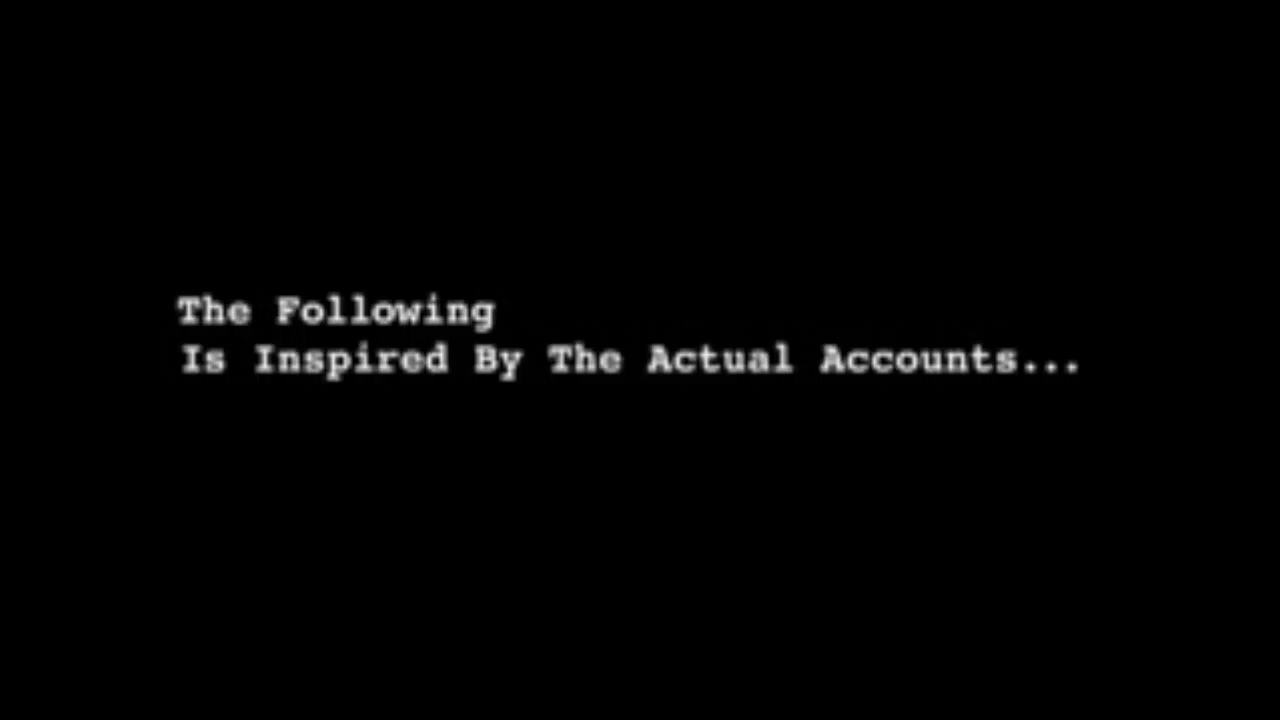 The Following
Is Inspired By The Actual Accounts...